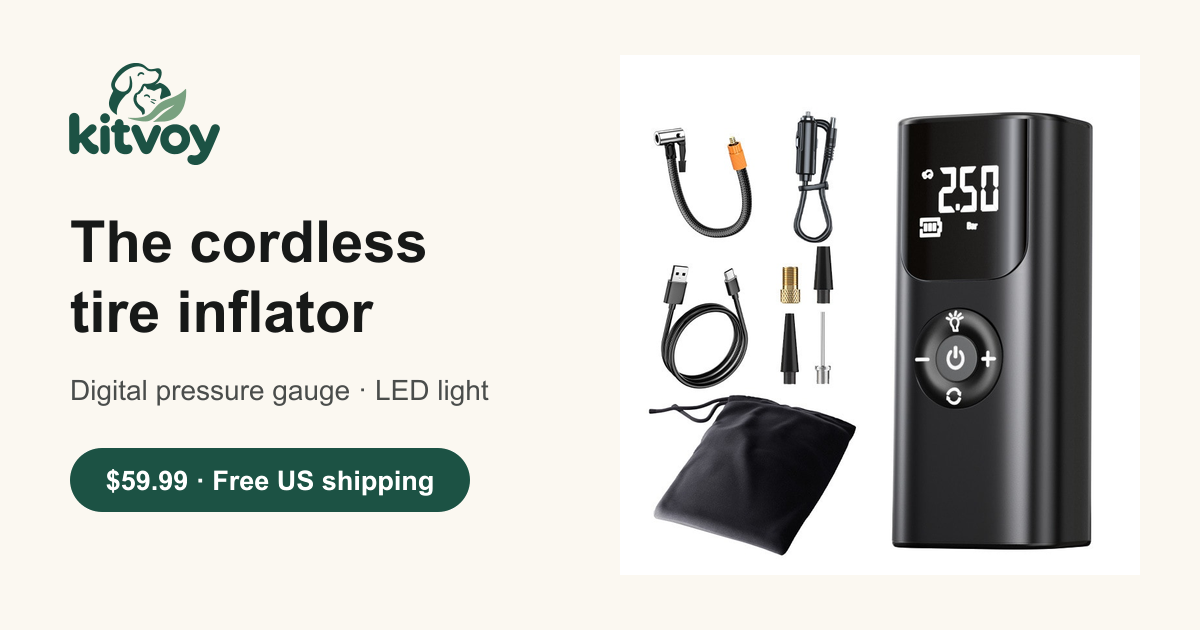 kitvoy
The cordless
tire inflator
Digital pressure gauge · LED light
$59.99 · Free US shipping
2.50
Bar